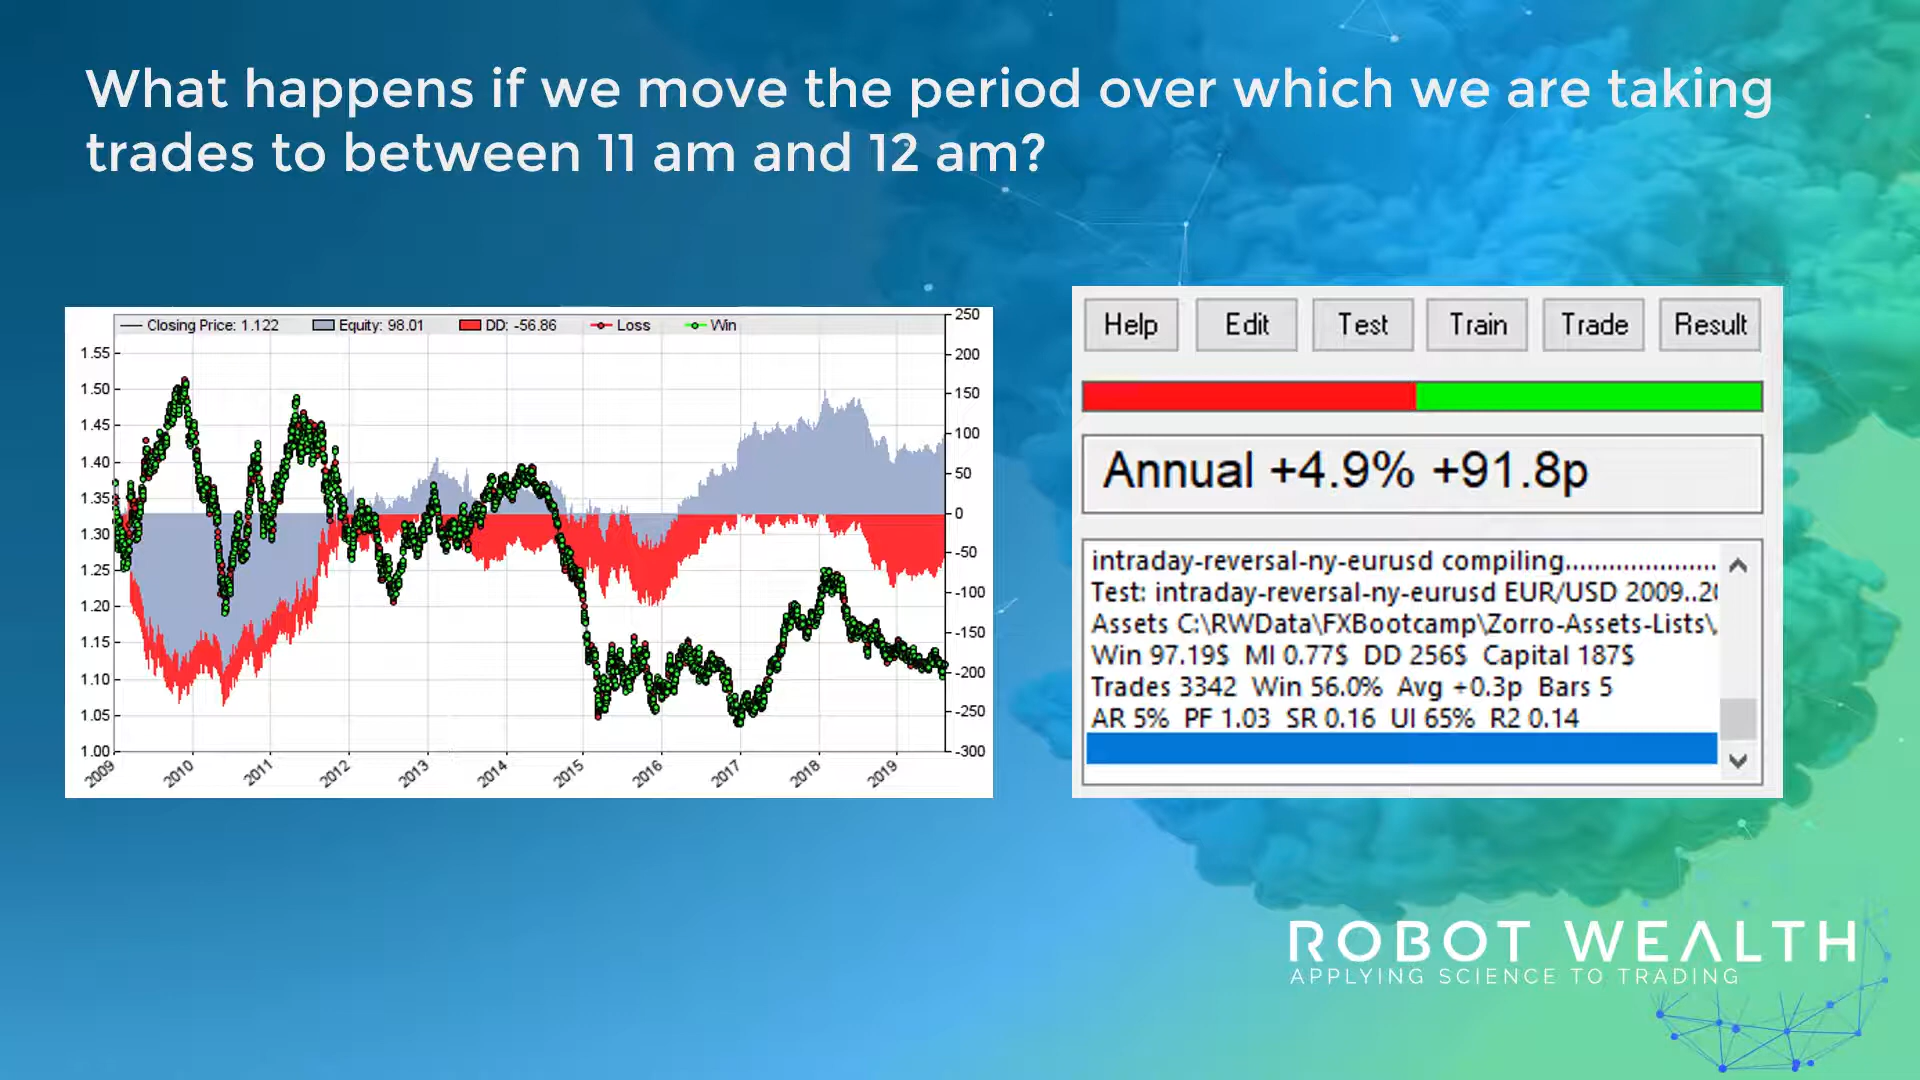 What happens if we move the period over which we are taking
trades to between 11 am and 12 am?
Closing Price: 1.122 Equity: 98.01 DD: -56.86 Loss Win
1.55
1.50
1.45
1.40
1.35
1.30
1.25
1.20
1.15
1.10
1.05
1.00
250
200
150
100
50
0
-50
-100
-150
-200
-250
-300
2009 2010 2011 2012 2013 2014 2015 2016 2017 2018 2019
Help Edit Test Train Trade Result
Annual +4.9% +91.8p
intraday-reversal-ny-eurusd compiling.....................
Test: intraday-reversal-ny-eurusd EUR/USD 2009..20
Assets C:\RWData\FXBootcamp\Zorro-Assets-Lists\,
Win 97.19$ MI 0.77$ DD 256$ Capital 187$
Trades 3342 Win 56.0% Avg +0.3p Bars 5
AR 5% PF 1.03 SR 0.16 UI 65% R2 0.14
ROBOT WEALTH
APPLYING SCIENCE TO TRADING